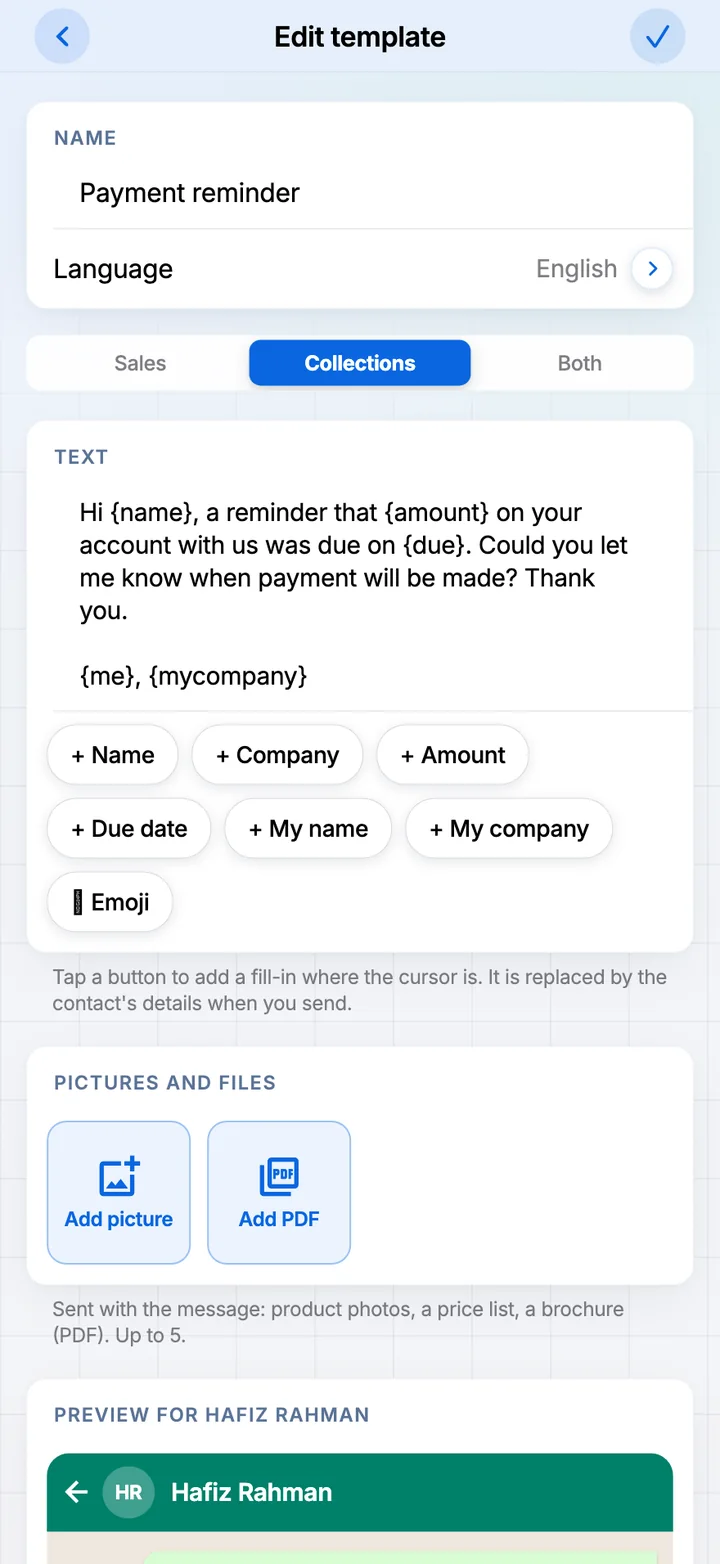 Edit template
NAME
Payment reminder
Language
English
Sales
Collections
Both
TEXT
Hi {name}, a reminder that {amount} on your
account with us was due on {due}. Could you let
me know when payment will be made? Thank
you.
{me}, {mycompany}
+ Name
+ Company
+ Amount
+ Due date
+ My name
+ My company
Emoji
Tap a button to add a fill-in where the cursor is. It is replaced by the
contact's details when you send.
PICTURES AND FILES
Add picture
PDF
Add PDF
Sent with the message: product photos, a price list, a brochure
(PDF). Up to 5.
PREVIEW FOR HAFIZ RAHMAN
HR
Hafiz Rahman